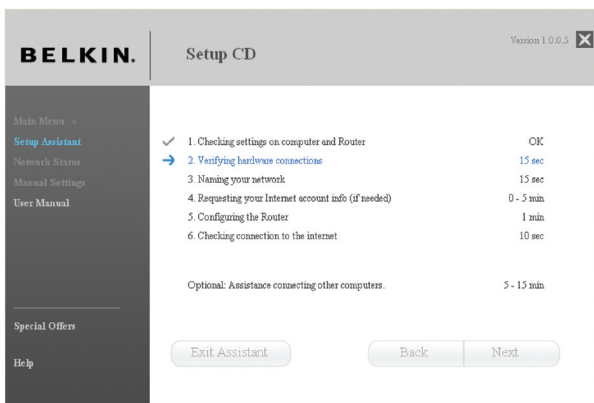 BELKIN.
Setup CD
Version 1.0.0.5
Main Menu >
Setup Assistant
Network Status
Manual Settings
User Manual
Special Offers
Help
1. Checking settings on computer and Router OK
2. Verifying hardware connections 15 sec
3. Naming your network 15 sec
4. Requesting your Internet account info (if needed) 0 - 5 min
5. Configuring the Router 1 min
6. Checking connection to the internet 10 sec
Optional: Assistance connecting other computers. 5 - 15 min
Exit Assistant Back Next